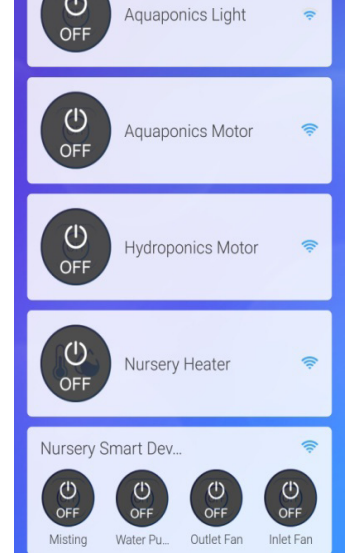 Aquaponics Light
OFF
Aquaponics Motor
OFF
Hydroponics Motor
OFF
Nursery Heater
OFF
Nursery Smart Dev...
OFF OFF OFF OFF
Misting Water Pu... Outlet Fan Inlet Fan